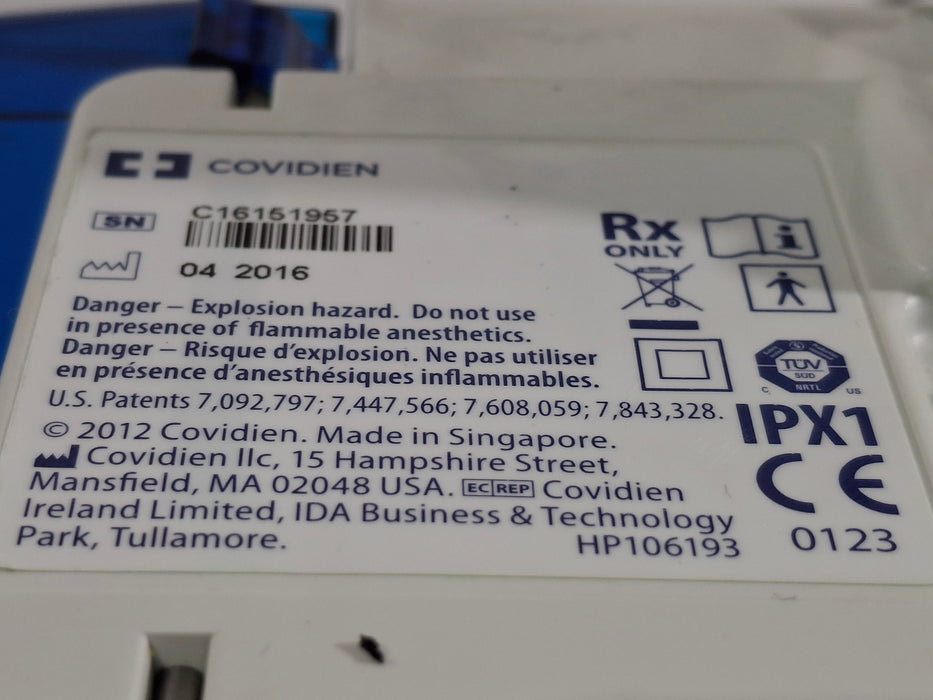 COVIDIEN
SN C16151957
04 2016
Rx
ONLY
Danger – Explosion hazard. Do not use
in presence of flammable anesthetics.
Danger – Risque d'explosion. Ne pas utiliser
en présence d'anesthésiques inflammables.
U.S. Patents 7,092,797; 7,447,566; 7,608,059; 7,843,328.
© 2012 Covidien. Made in Singapore.
Covidien llc, 15 Hampshire Street,
Mansfield, MA 02048 USA. EC REP Covidien
Ireland Limited, IDA Business & Technology
Park, Tullamore.
HP106193
TÜV
SÜD
NRTL
C US
IPX1
CE
0123